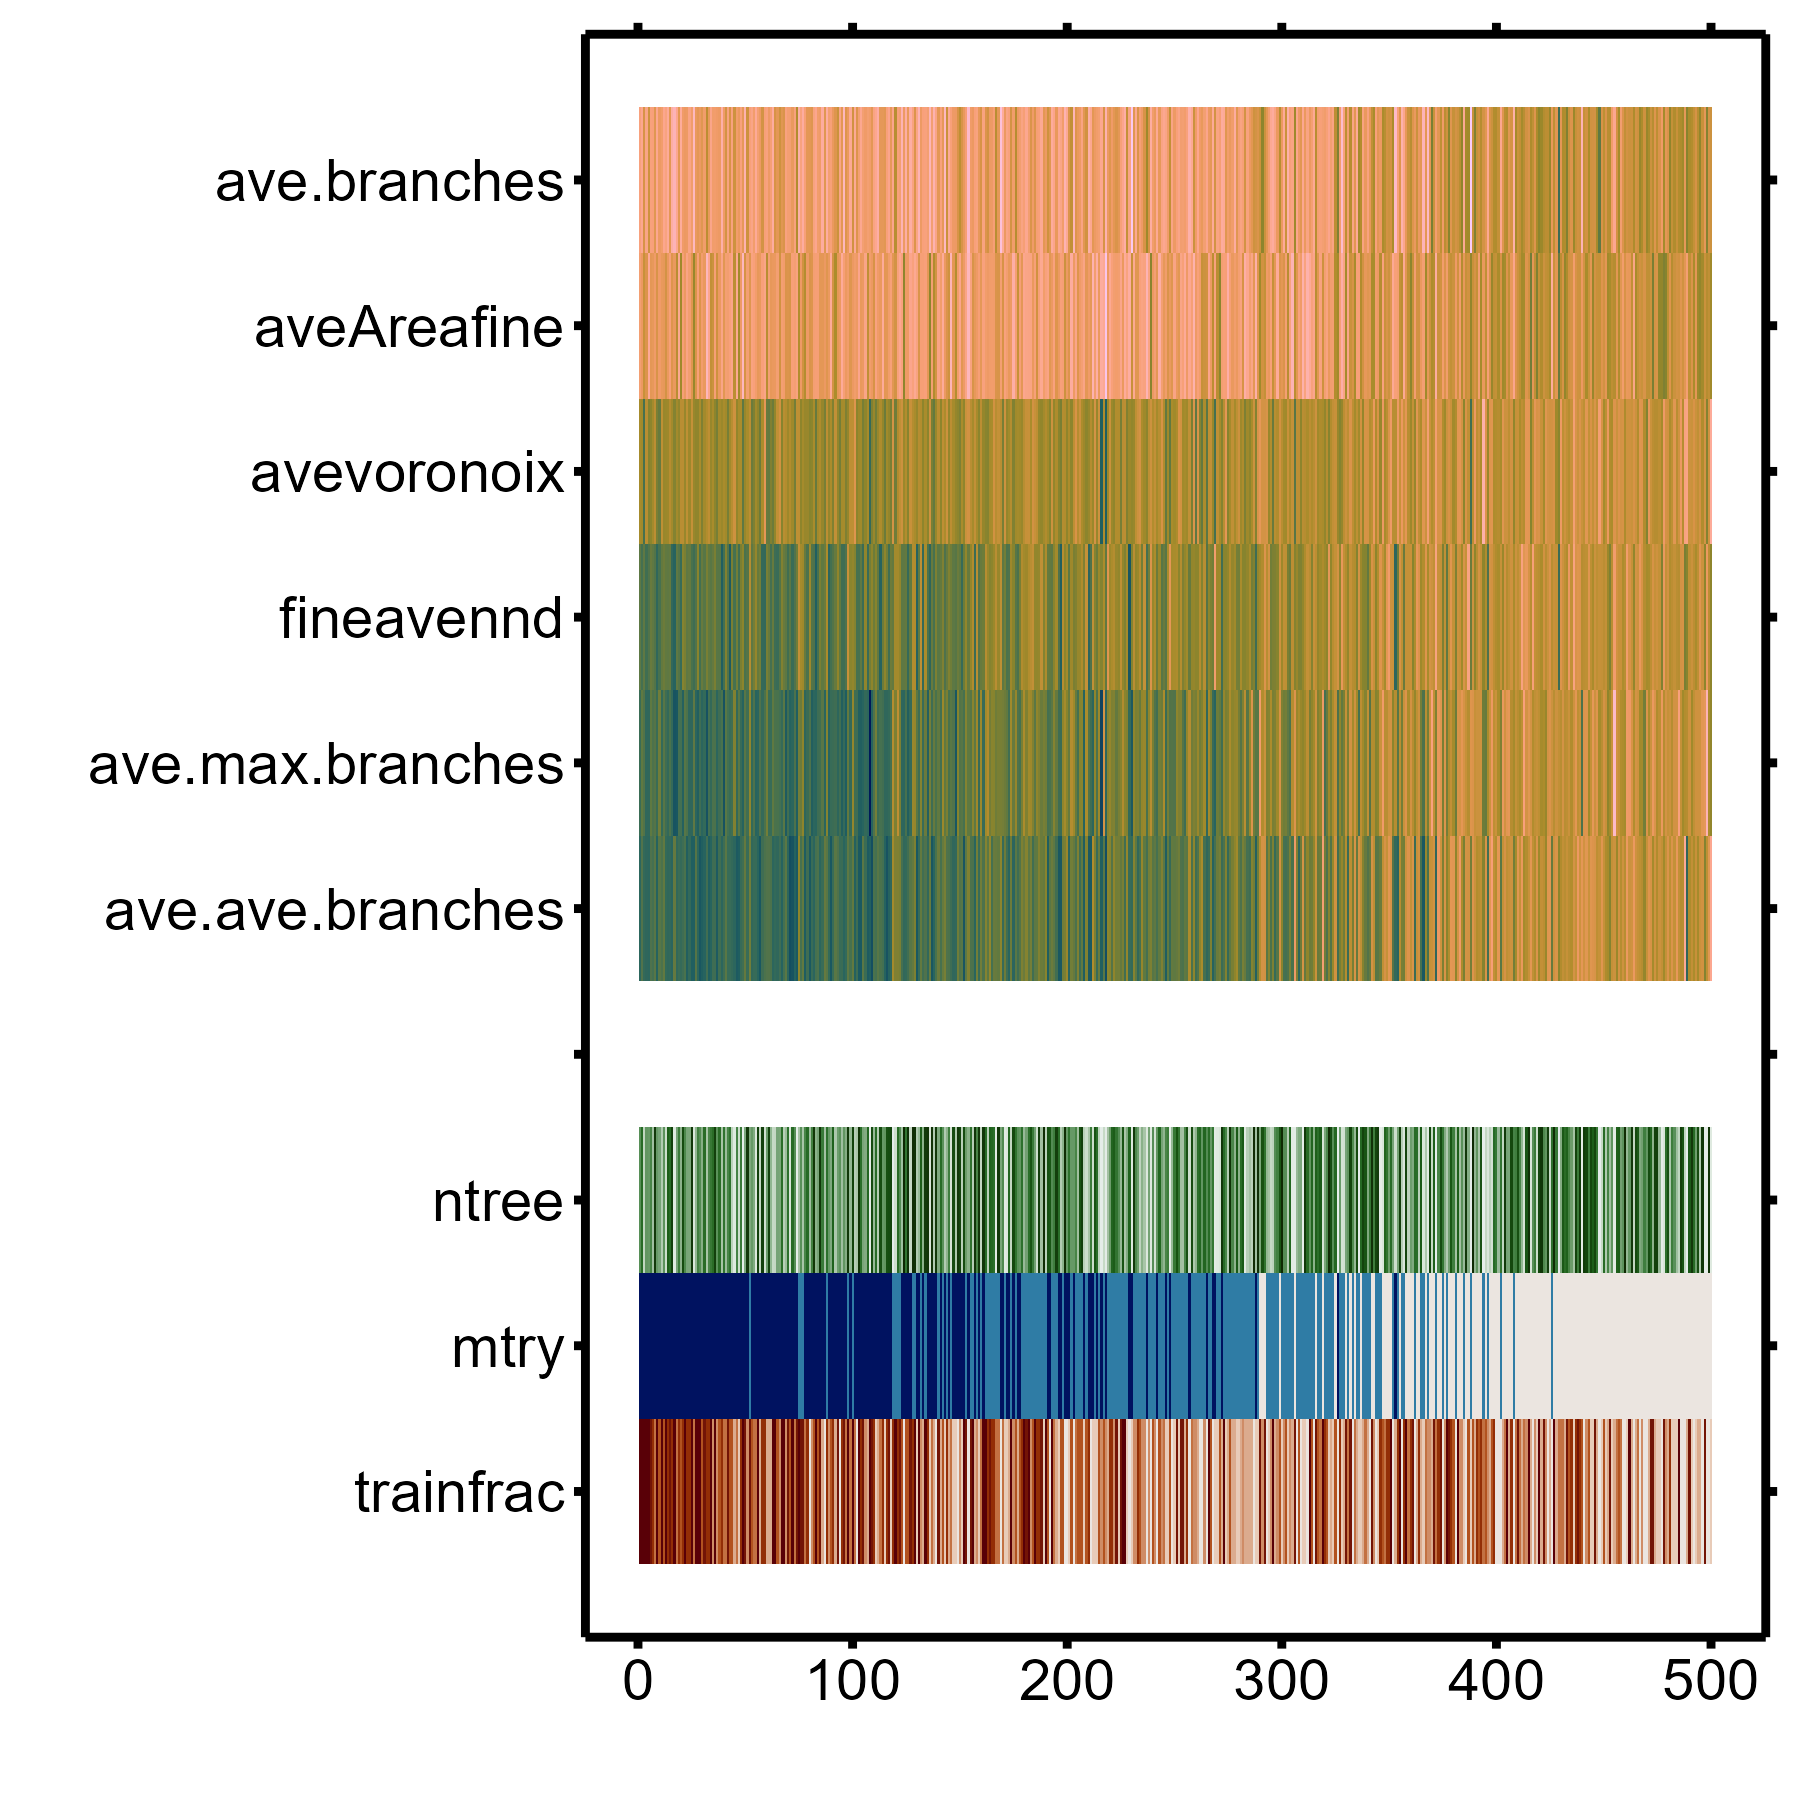 ave.branches
aveAreafine
avevoronoix
fineavennd
ave.max.branches
ave.ave.branches
ntree
mtry
trainfrac
0 100 200 300 400 500